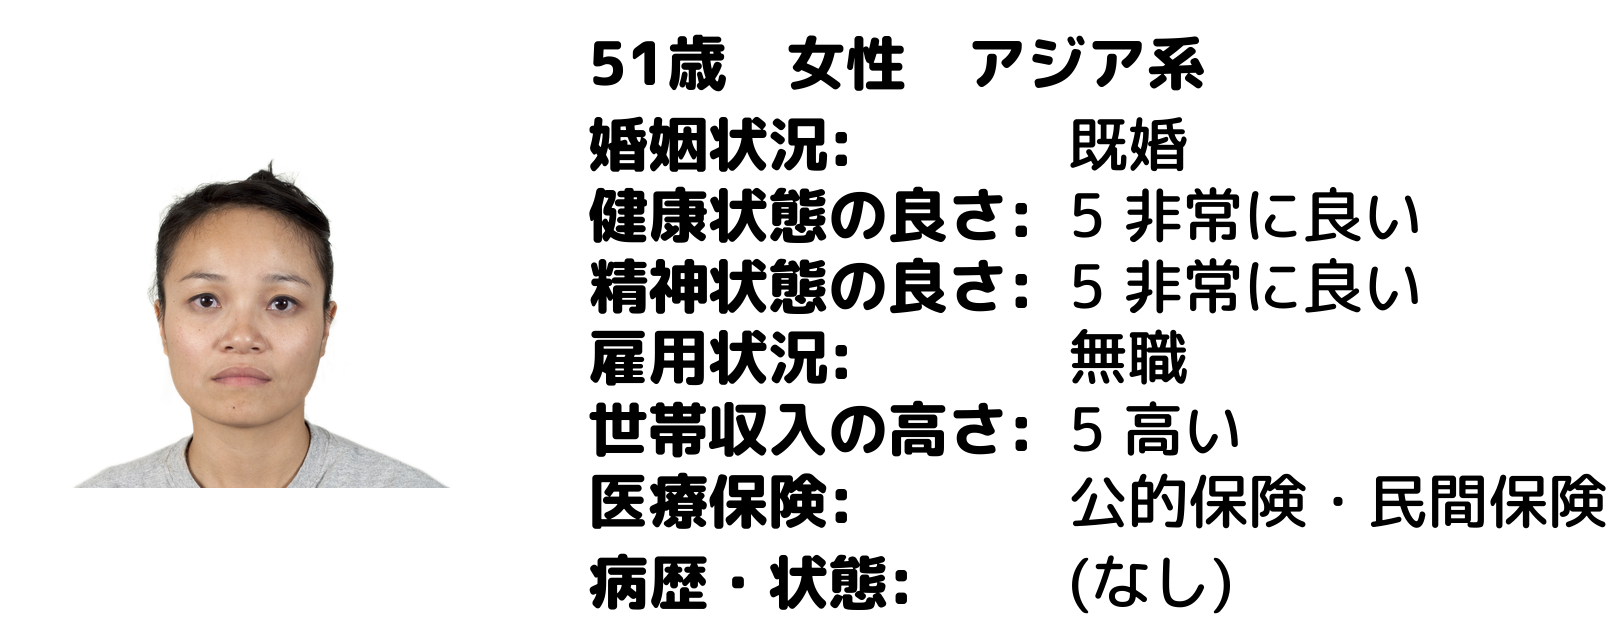 51歳　女性　アジア系
婚姻状況: 既婚
健康状態の良さ: 5 非常に良い
精神状態の良さ: 5 非常に良い
雇用状況: 無職
世帯収入の高さ: 5 高い
医療保険: 公的保険・民間保険
病歴・状態: (なし)